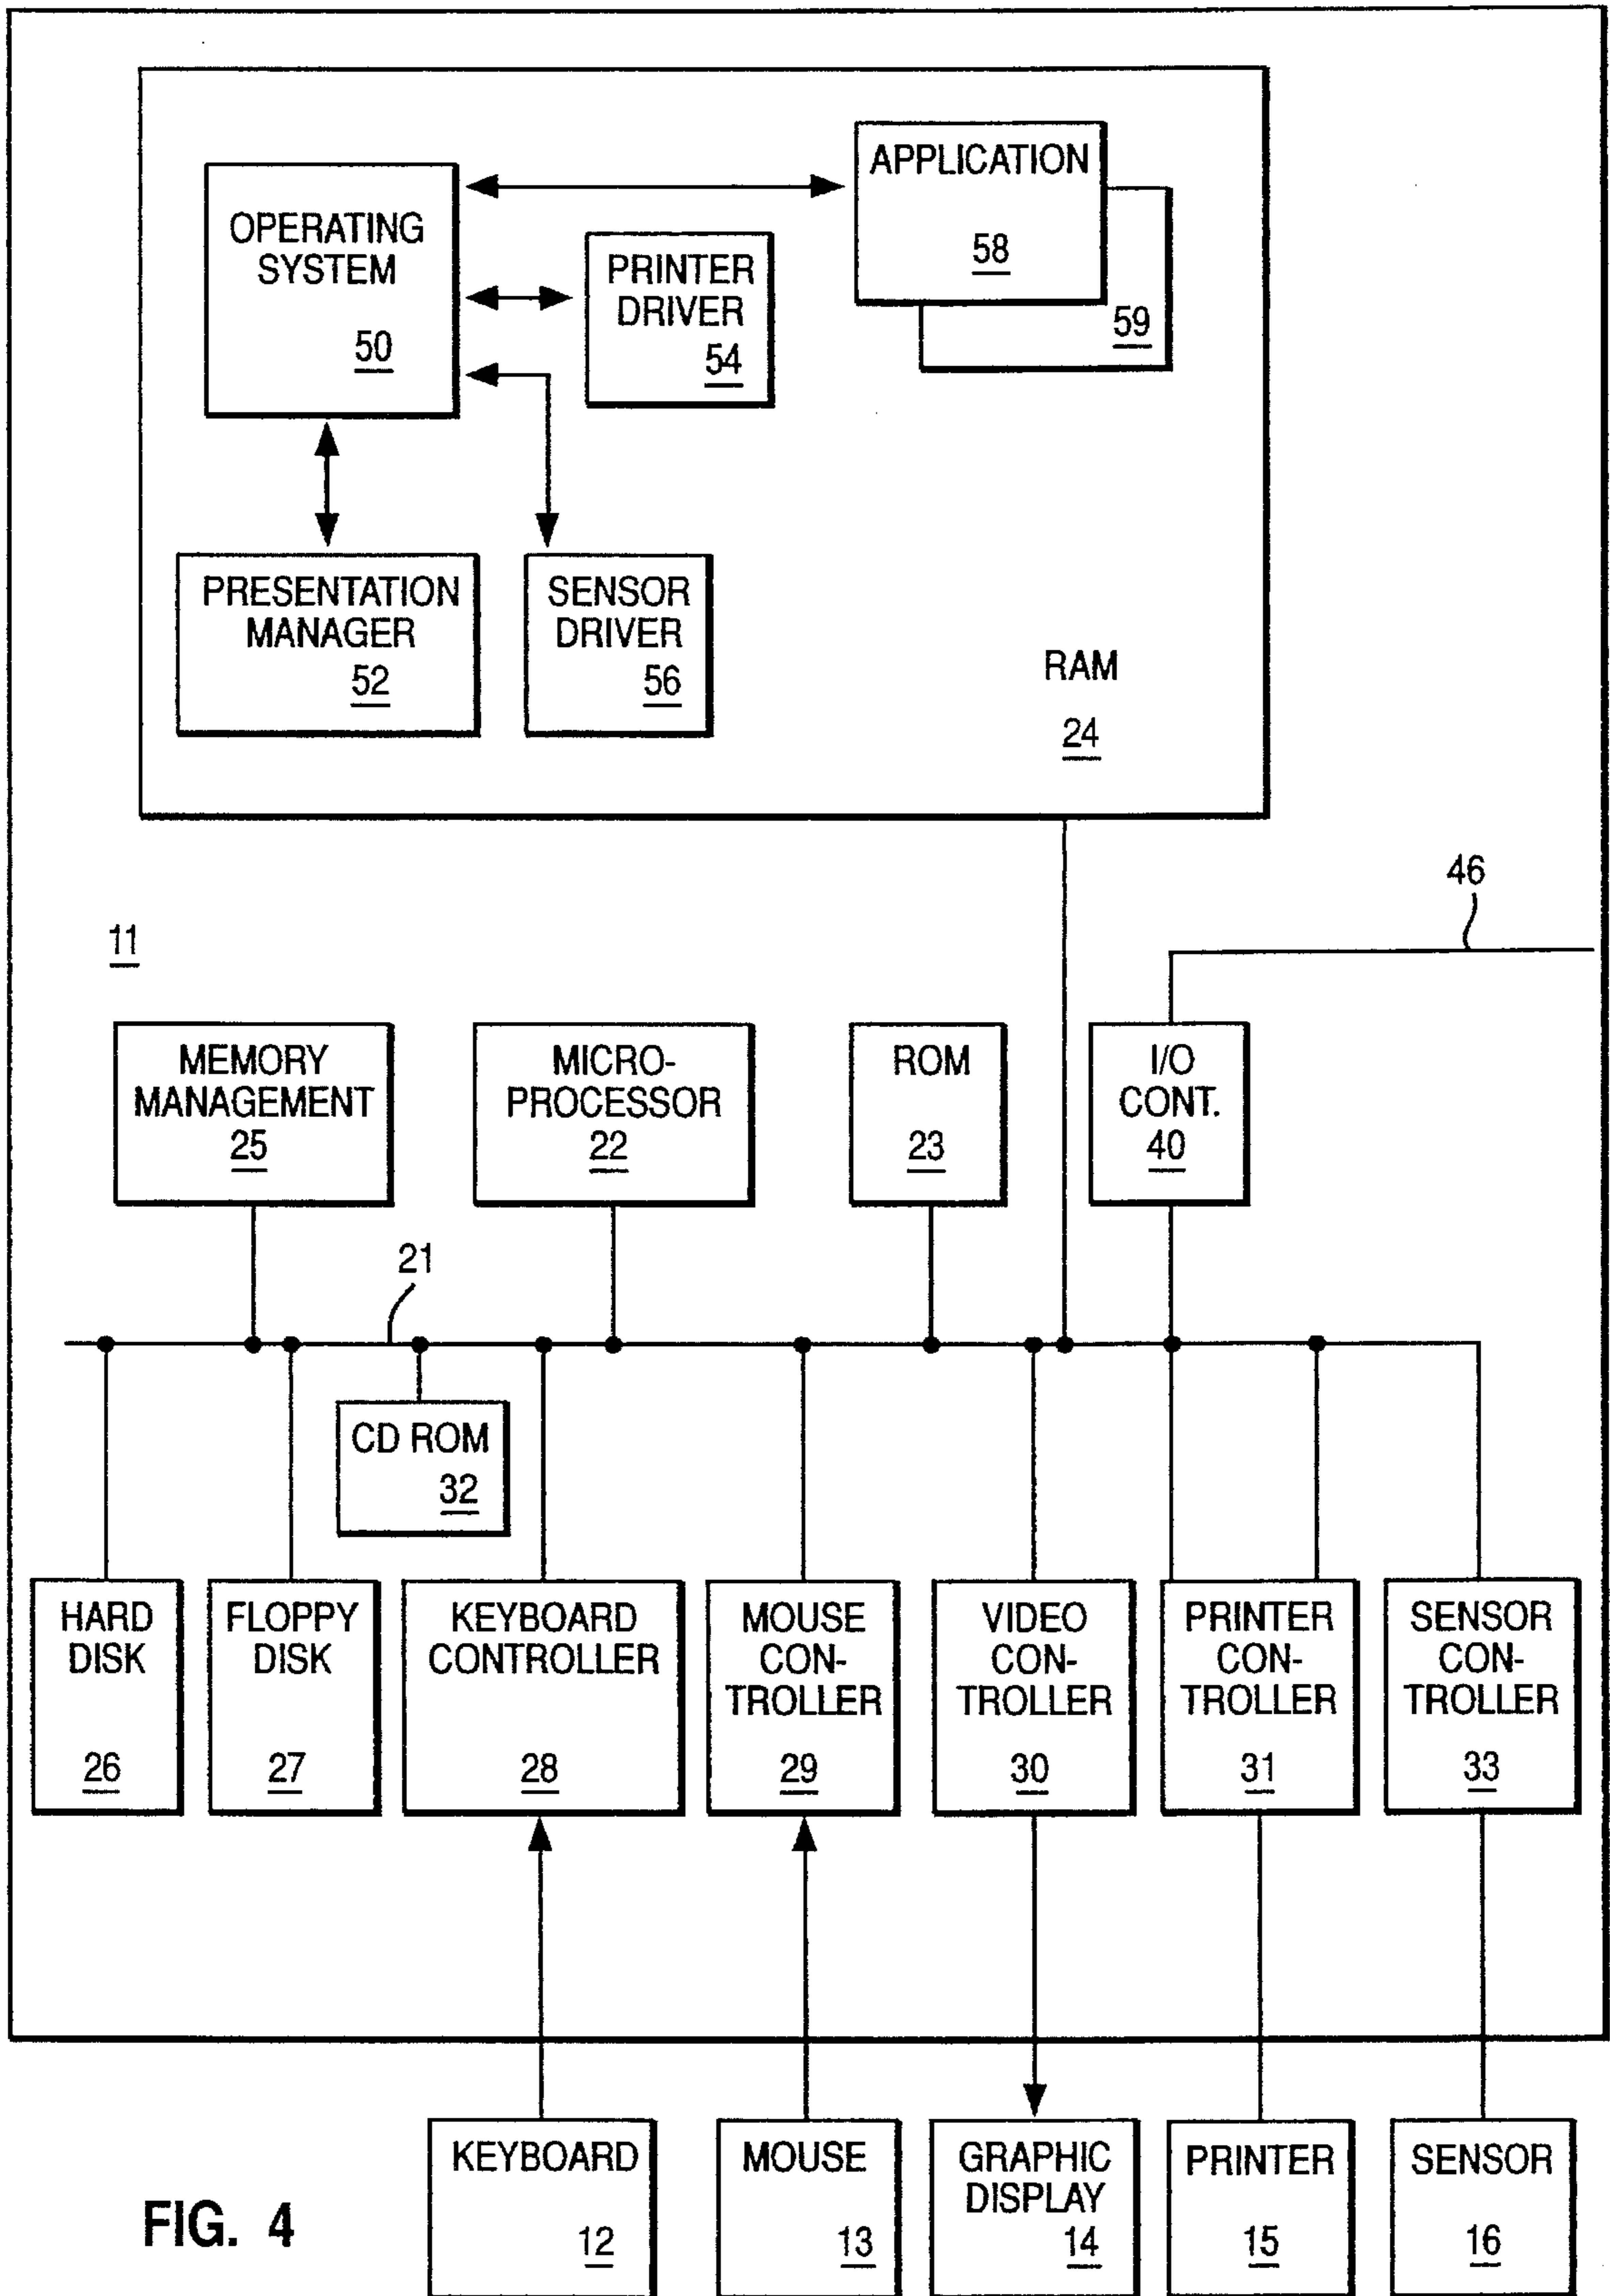 APPLICATION
58
59
OPERATING
SYSTEM
50
PRINTER
DRIVER
54
PRESENTATION
MANAGER
52
SENSOR
DRIVER
56
RAM
24
46
11
MEMORY
MANAGEMENT
25
MICRO-
PROCESSOR
22
ROM
23
I/O
CONT.
40
21
CD ROM
32
HARD
DISK
26
FLOPPY
DISK
27
KEYBOARD
CONTROLLER
28
MOUSE
CON-
TROLLER
29
VIDEO
CON-
TROLLER
30
PRINTER
CON-
TROLLER
31
SENSOR
CON-
TROLLER
33
KEYBOARD
12
MOUSE
13
GRAPHIC
DISPLAY
14
PRINTER
15
SENSOR
16
FIG. 4